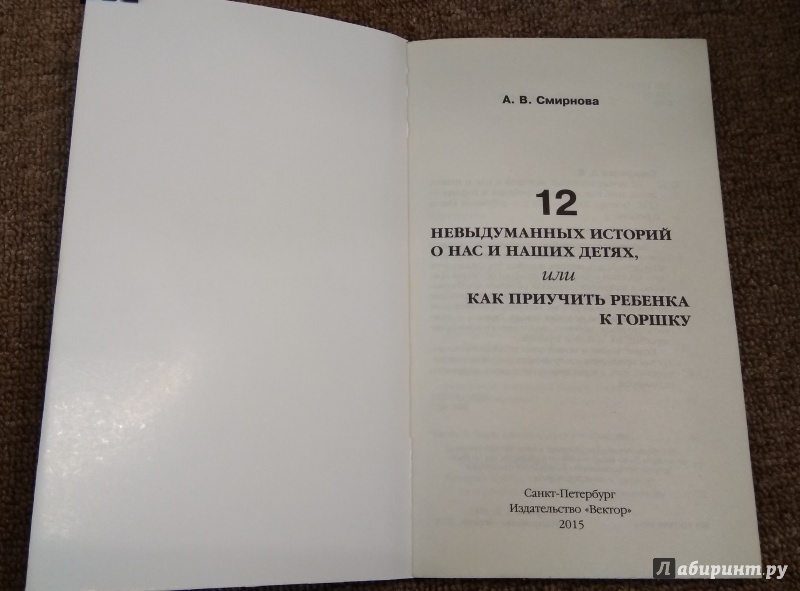 А. В. Смирнова
12
НЕВЫДУМАННЫХ ИСТОРИЙ
О НАС И НАШИХ ДЕТЯХ,
или
КАК ПРИУЧИТЬ РЕБЕНКА
К ГОРШКУ
Санкт-Петербург
Издательство «Вектор»
2015
Лабиринт.ру